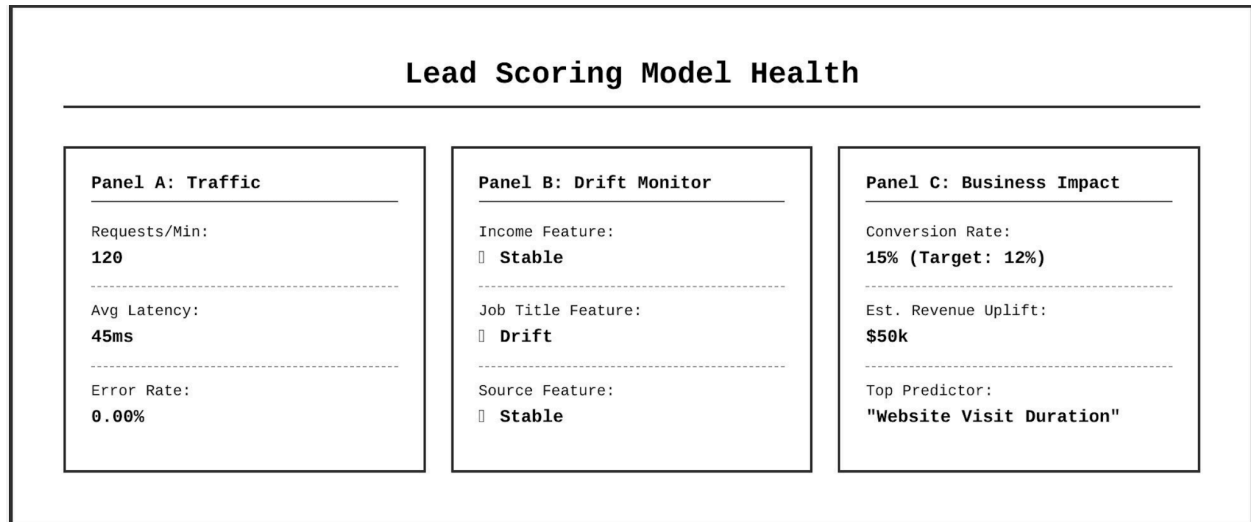 Lead Scoring Model Health
Panel A: Traffic
Requests/Min:
120
Avg Latency:
45ms
Error Rate:
0.00%
Panel B: Drift Monitor
Income Feature:
Stable
Job Title Feature:
Drift
Source Feature:
Stable
Panel C: Business Impact
Conversion Rate:
15% (Target: 12%)
Est. Revenue Uplift:
$50k
Top Predictor:
"Website Visit Duration"